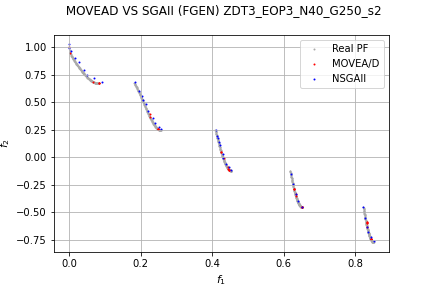 MOVEAD VS SGAII (FGEN) ZDT3_EOP3_N40_G250_s2
Real PF
MOVEA/D
NSGAII
1.00
0.75
0.50
0.25
0.00
−0.25
−0.50
−0.75
f2
0.0
0.2
0.4
0.6
0.8
f1